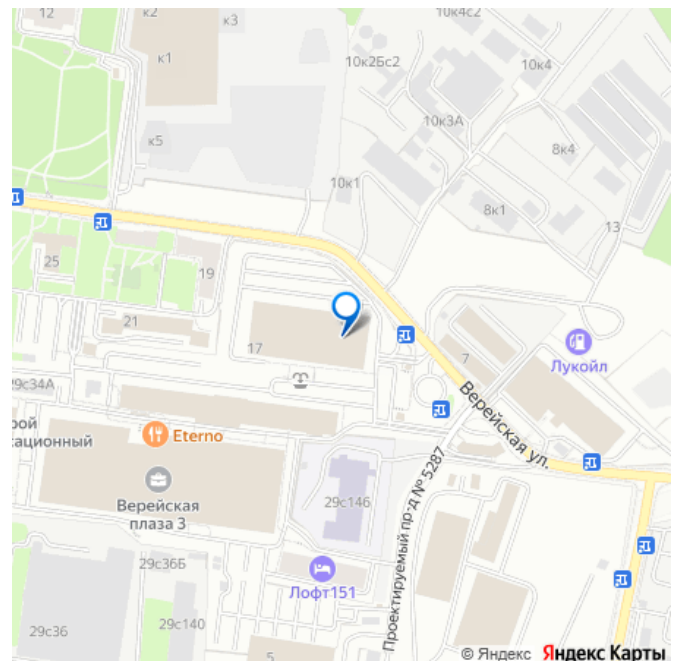 12
к2
к3
10к4с2
к1
10к2Бс2
10к4
10к3А
к5
8к4
10к1
8к1
13
25
19
21
17
7
Лукойл
29с34А
Верейская ул.
рой
кационный
Eterno
Верейская
плаза 3
29с146
Проектируемый пр-д № 5287
29с36Б
Лофт151
29с36
29с140
5
© Яндекс Яндекс Карты